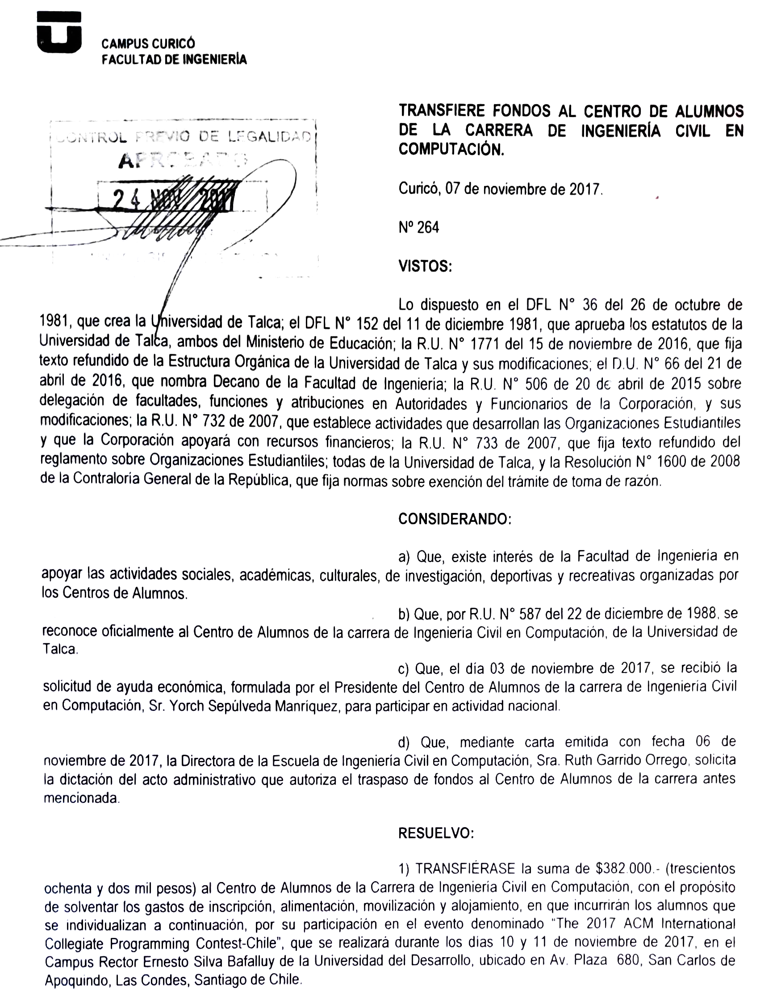 CAMPUS CURICÓ
FACULTAD DE INGENIERÍA
TRANSFIERE FONDOS AL CENTRO DE ALUMNOS
DE LA CARRERA DE INGENIERÍA CIVIL EN
COMPUTACIÓN.
CONTROL PREVIO DE LEGALIDAD
APROBADO
24 NOV 2017
Curicó, 07 de noviembre de 2017.
Nº 264
VISTOS:
Lo dispuesto en el DFL N° 36 del 26 de octubre de
1981, que crea la Universidad de Talca; el DFL N° 152 del 11 de diciembre 1981, que aprueba los estatutos de la
Universidad de Talca, ambos del Ministerio de Educación; la R.U. N° 1771 del 15 de noviembre de 2016, que fija
texto refundido de la Estructura Orgánica de la Universidad de Talca y sus modificaciones; el D.U. N° 66 del 21 de
abril de 2016, que nombra Decano de la Facultad de Ingeniería; la R.U. N° 506 de 20 de abril de 2015 sobre
delegación de facultades, funciones y atribuciones en Autoridades y Funcionarios de la Corporación, y sus
modificaciones; la R.U. N° 732 de 2007, que establece actividades que desarrollan las Organizaciones Estudiantiles
y que la Corporación apoyará con recursos financieros; la R.U. N° 733 de 2007, que fija texto refundido del
reglamento sobre Organizaciones Estudiantiles; todas de la Universidad de Talca, y la Resolución N° 1600 de 2008
de la Contraloría General de la República, que fija normas sobre exención del trámite de toma de razón.
CONSIDERANDO:
a) Que, existe interés de la Facultad de Ingeniería en
apoyar las actividades sociales, académicas, culturales, de investigación, deportivas y recreativas organizadas por
los Centros de Alumnos.
b) Que, por R.U. N° 587 del 22 de diciembre de 1988, se
reconoce oficialmente al Centro de Alumnos de la carrera de Ingeniería Civil en Computación, de la Universidad de
Talca.
c) Que, el día 03 de noviembre de 2017, se recibió la
solicitud de ayuda económica, formulada por el Presidente del Centro de Alumnos de la carrera de Ingeniería Civil
en Computación, Sr. Yorch Sepúlveda Manríquez, para participar en actividad nacional.
d) Que, mediante carta emitida con fecha 06 de
noviembre de 2017, la Directora de la Escuela de Ingeniería Civil en Computación, Sra. Ruth Garrido Orrego, solicita
la dictación del acto administrativo que autoriza el traspaso de fondos al Centro de Alumnos de la carrera antes
mencionada.
RESUELVO:
1) TRANSFIÉRASE la suma de $382.000.- (trescientos
ochenta y dos mil pesos) al Centro de Alumnos de la Carrera de Ingeniería Civil en Computación, con el propósito
de solventar los gastos de inscripción, alimentación, movilización y alojamiento, en que incurrirán los alumnos que
se individualizan a continuación, por su participación en el evento denominado “The 2017 ACM International
Collegiate Programming Contest-Chile”, que se realizará durante los días 10 y 11 de noviembre de 2017, en el
Campus Rector Ernesto Silva Bafalluy de la Universidad del Desarrollo, ubicado en Av. Plaza 680, San Carlos de
Apoquindo, Las Condes, Santiago de Chile.